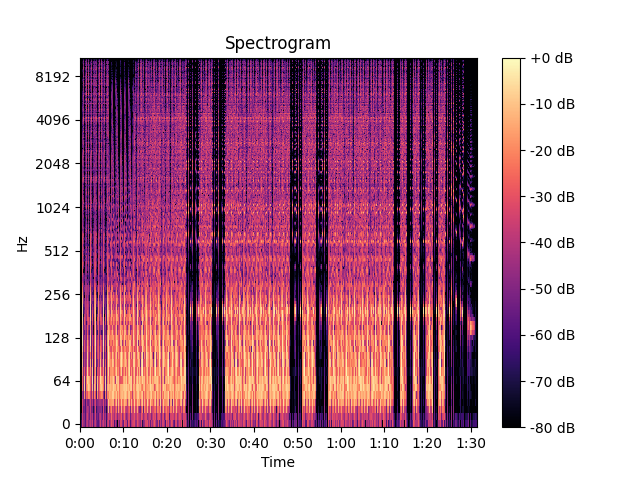 Spectrogram
Hz
8192
4096
2048
1024
512
256
128
64
0
0:00 0:10 0:20 0:30 0:40 0:50 1:00 1:10 1:20 1:30
Time
+0 dB
-10 dB
-20 dB
-30 dB
-40 dB
-50 dB
-60 dB
-70 dB
-80 dB